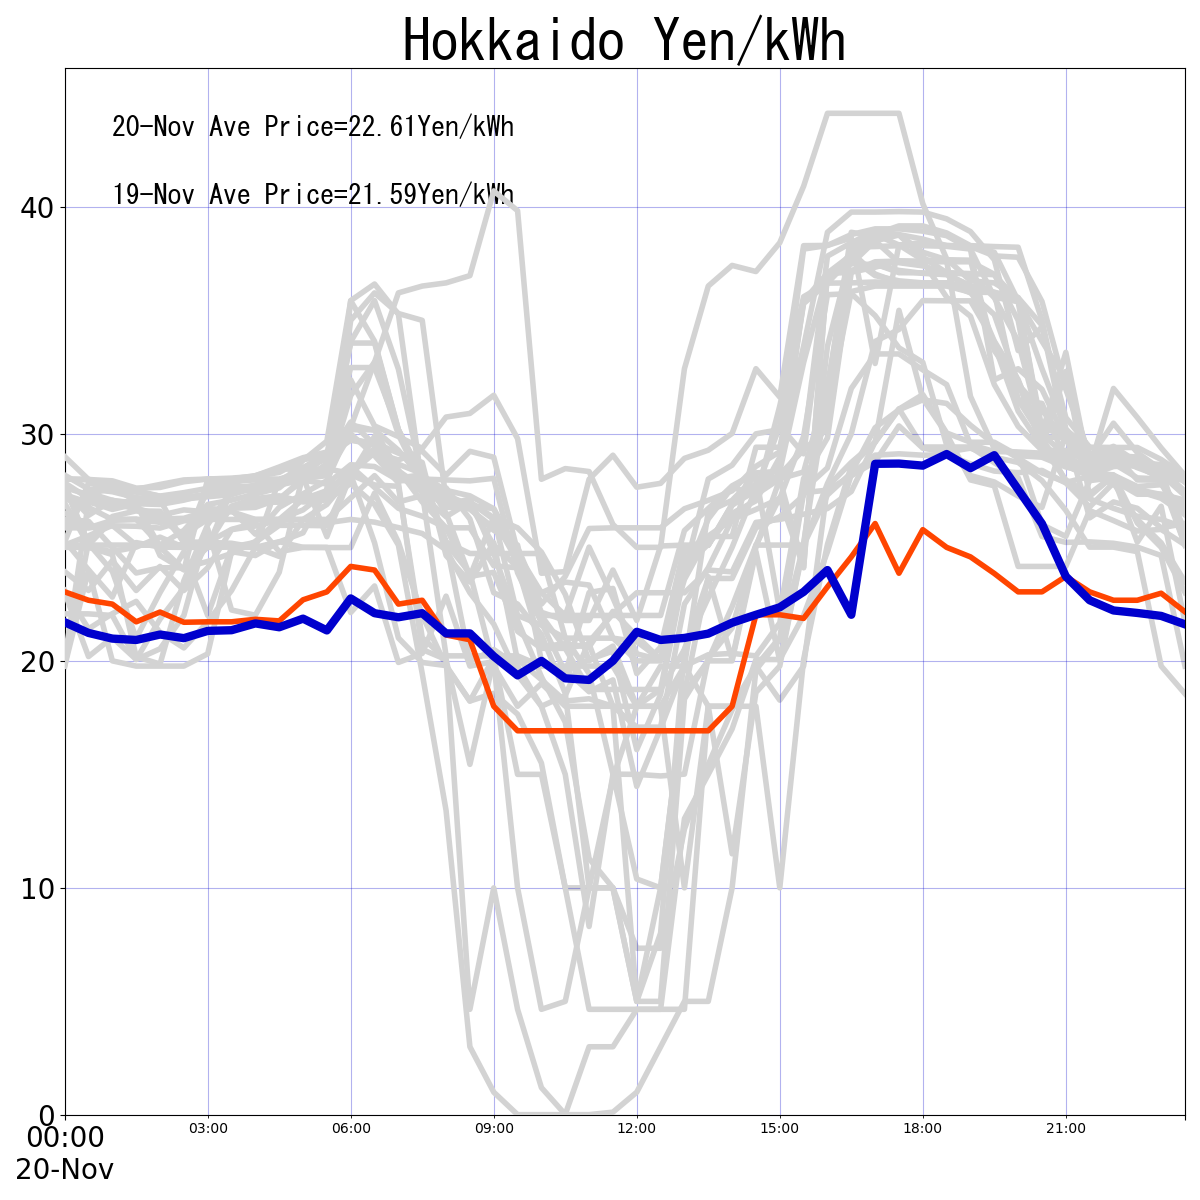 Hokkaido Yen/kWh
20-Nov Ave Price=22.61Yen/kWh
19-Nov Ave Price=21.59Yen/kWh
40
30
20
10
0
00:00 03:00 06:00 09:00 12:00 15:00 18:00 21:00
20-Nov